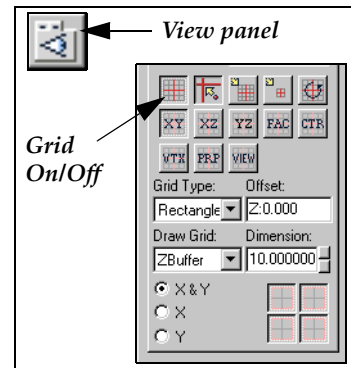 View panel
Grid
On/Off
XY XZ YZ FAC CTR
VTX PRP VIEW
Grid Type: Offset:
Rectangle Z:0.000
Draw Grid: Dimension:
ZBuffer 10.000000
X & Y
X
Y